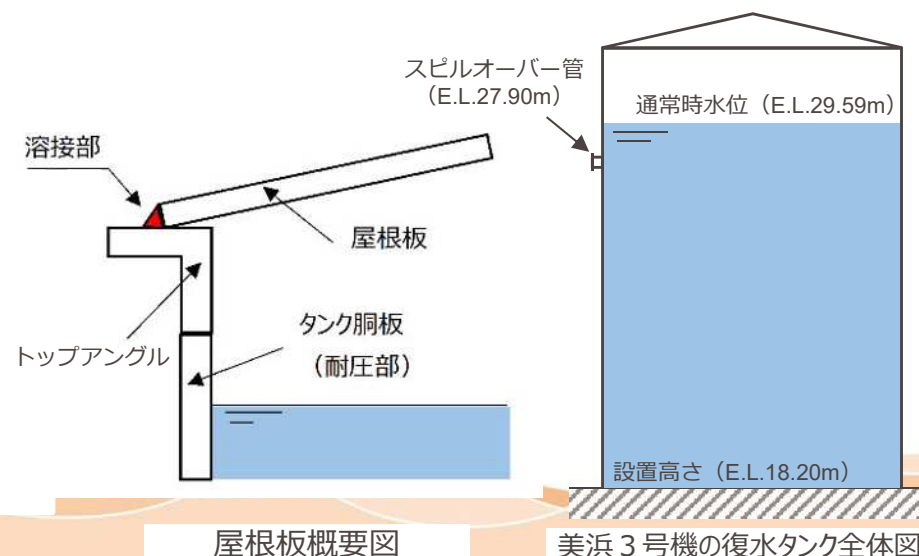 溶接部
屋根板
トップアングル
タンク胴板
（耐圧部）
屋根板概要図
スピルオーバー管
（E.L.27.90m）
通常時水位（E.L.29.59m）
設置高さ（E.L.18.20m）
美浜３号機の復水タンク全体図